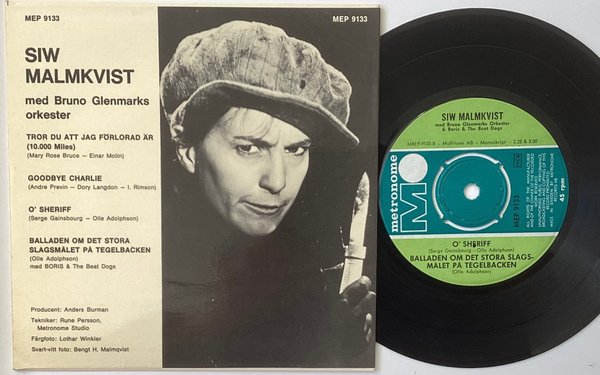 MEP 9133
MEP 9133
SIW
MALMKVIST
med Bruno Glenmarks
orkester
TROR DU ATT JAG FÖRLORAD ÄR
(10.000 Miles)
(Mary Rose Bruce — Einar Molin)
GOODBYE CHARLIE
(Andre Previn — Dory Langdon — I. Rimson)
O' SHERIFF
(Serge Gainsbourg — Olle Adolphson)
BALLADEN OM DET STORA
SLAGSMÅLET PÅ TEGELBACKEN
(Olle Adolphson)
med BORIS & The Beat Dogs
Producent: Anders Burman
Tekniker: Rune Persson,
Metronome Studio
Färgfoto: Lothar Winkler
Svart-vitt foto: Bengt H. Malmqvist
SIW MALMKVIST
med Bruno Glenmarks Orkester
& Boris & The Beat Dogs
metronome
MEP 9133
45 rpm
O' SHERIFF
(Serge Gainsbourg — Olle Adolphson)
BALLADEN OM DET STORA SLAGS-
MÅLET PÅ TEGELBACKEN
(Olle Adolphson)